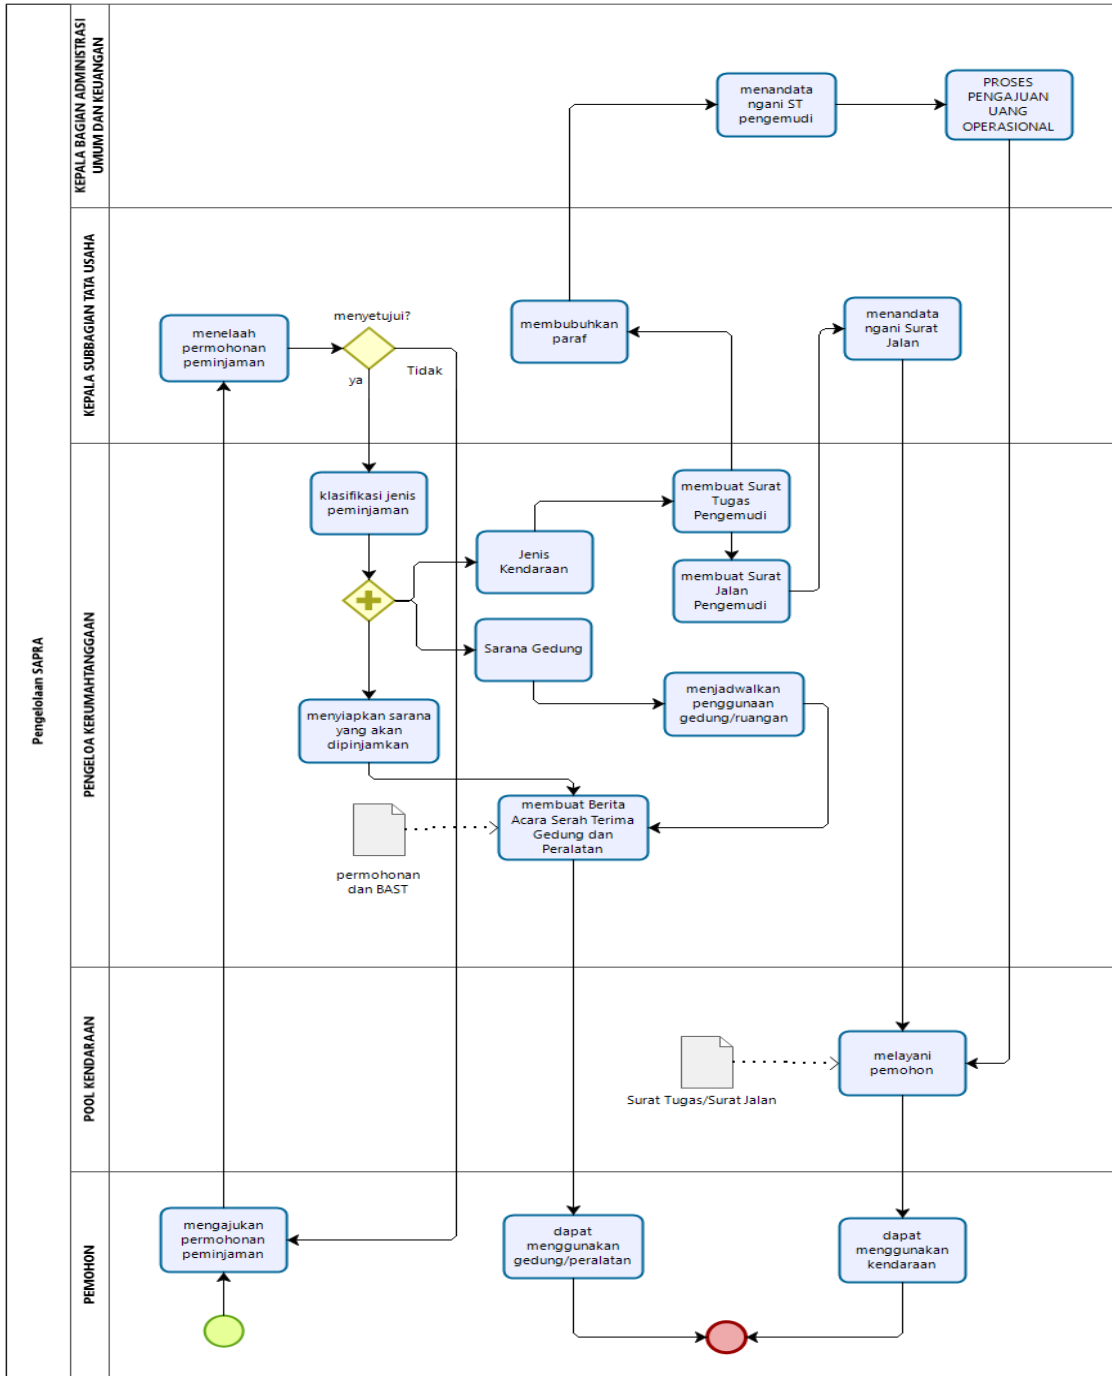 Pengelolaan SAPRA
KEPALA BAGIAN ADMINISTRASI
UMUM DAN KEUANGAN
menandata
ngani ST
pengemudi
PROSES
PENGAJUAN
UANG
OPERASIONAL
KEPALA SUBBAGIAN TATA USAHA
menelaah
permohonan
peminjaman
menyetujui?
ya
Tidak
membubuhkan
paraf
menandata
ngani Surat
Jalan
PENGELOA KERUMAHTANGGAAN
klasifikasi jenis
peminjaman
Jenis
Kendaraan
membuat Surat
Tugas
Pengemudi
membuat Surat
Jalan
Pengemudi
Sarana Gedung
menjadwalkan
penggunaan
gedung/ruangan
menyiapkan sarana
yang akan
dipinjamkan
membuat Berita
Acara Serah Terima
Gedung dan
Peralatan
permohonan
dan BAST
POOL KENDARAAN
melayani
pemohon
Surat Tugas/Surat Jalan
PEMOHON
mengajukan
permohonan
peminjaman
dapat
menggunakan
gedung/peralatan
dapat
menggunakan
kendaraan